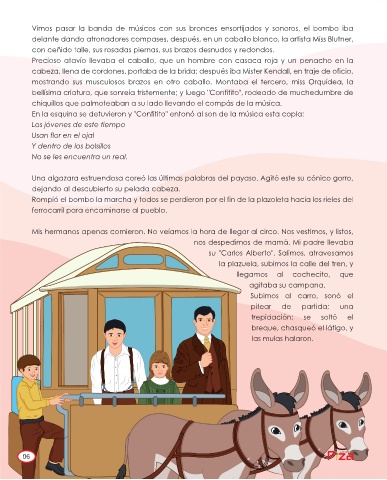 Vimos pasar la banda de músicos con sus bronces ensortijados y sonoros, el bombo iba
delante dando atronadores compases, después, en un caballo blanco, la artista Miss Blutner,
con ceñido talle, sus rosadas piernas, sus brazos desnudos y redondos.
Precioso atavío llevaba el caballo, que un hombre con casaca roja y un penacho en la
cabeza, llena de cordones, portaba de la brida; después iba Mister Kendall, en traje de oficio,
mostrando sus musculosos brazos en otro caballo. Montaba el tercero, miss Orquídea, la
bellísima criatura, que sonreía tristemente; y luego "Confitito", rodeado de muchedumbre de
chiquillos que palmoteaban a su lado llevando el compás de la música.
En la esquina se detuvieron y "Confitito" entonó al son de la música esta copla:
Los jóvenes de este tiempo
Usan flor en el ojal
Y dentro de los bolsillos
No se les encuentra un real.
Una algazara estruendosa coreó las últimas palabras del payaso. Agitó este su cónico gorro,
dejando al descubierto su pelada cabeza.
Rompió el bombo la marcha y todos se perdieron por el fin de la plazoleta hacia los rieles del
ferrocarril para encaminarse al pueblo.
Mis hermanos apenas comieron. No veíamos la hora de llegar al circo. Nos vestimos, y listos,
nos despedimos de mamá. Mi padre llevaba
su "Carlos Alberto". Salimos, atravesamos
la plazuela, subimos la calle del tren, y
llegamos al cochecito, que
agitaba su campana.
Subimos al carro, sonó el
pitear de partida; una
trepidación; se soltó el
breque, chasqueó el látigo, y
las mulas halaron.
96